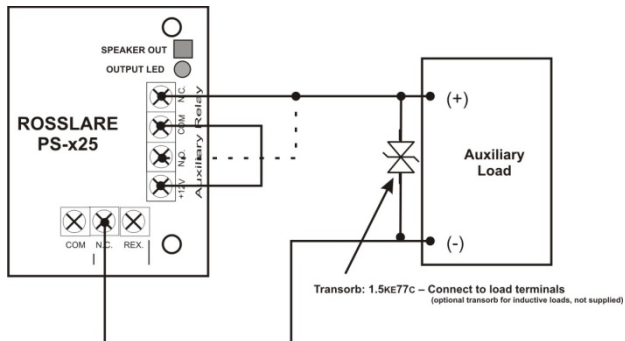 SPEAKER OUT
OUTPUT LED
ROSSLARE
PS-x25
N.C.
COM
N.O.
+12V
Auxiliary Relay
COM
N.C.
REX.
(+)
Auxiliary
Load
(-)
Transorb: 1.5KE77C – Connect to load terminals
(optional transorb for inductive loads, not supplied)